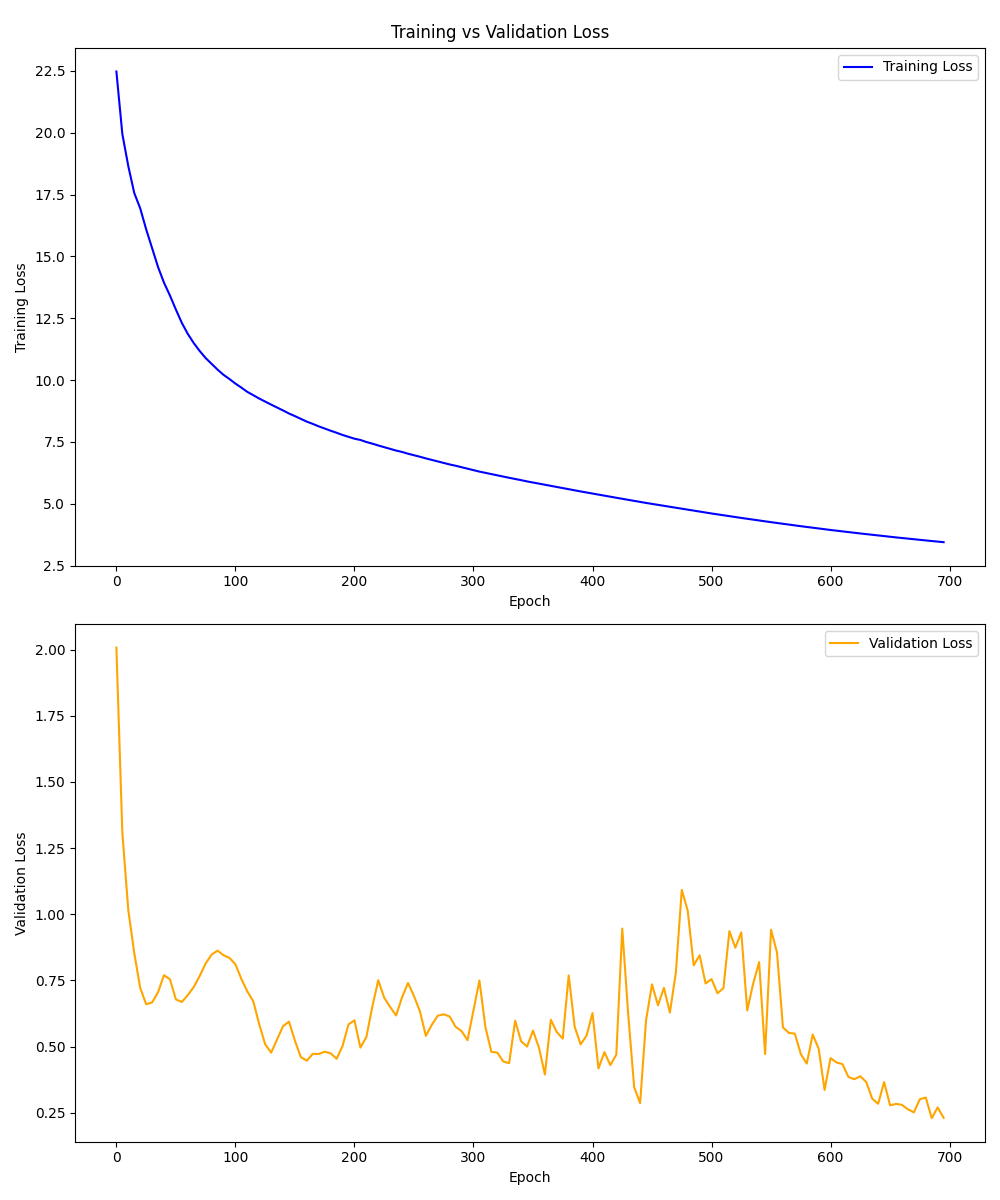 Training vs Validation Loss
Training Loss
22.5
20.0
17.5
15.0
12.5
10.0
7.5
5.0
2.5
Training Loss
0 100 200 300 400 500 600 700
Epoch
Validation Loss
2.00
1.75
1.50
1.25
1.00
0.75
0.50
0.25
Validation Loss
0 100 200 300 400 500 600 700
Epoch